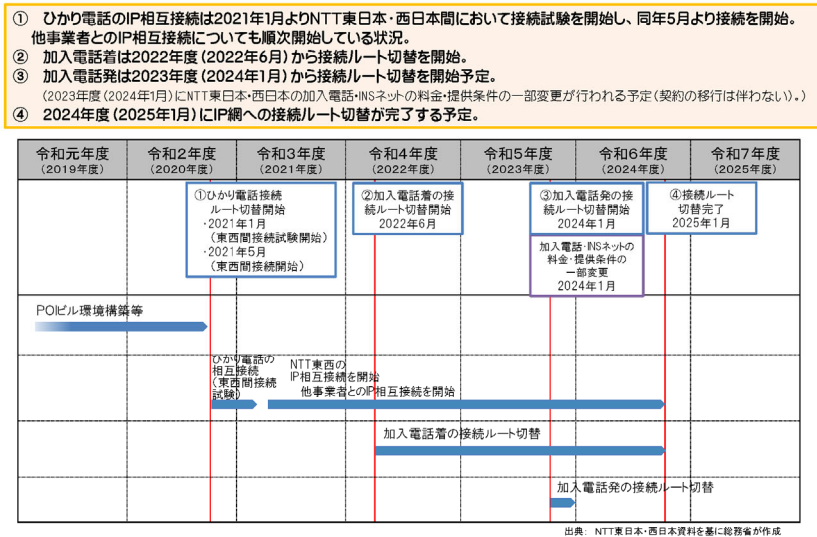 ① ひかり電話のIP相互接続は2021年1月よりNTT東日本・西日本間において接続試験を開始し、同年5月より接続を開始。
他事業者とのIP相互接続についても順次開始している状況。
② 加入電話着は2022年度(2022年6月)から接続ルート切替を開始。
③ 加入電話発は2023年度(2024年1月)から接続ルート切替を開始予定。
(2023年度(2024年1月)にNTT東日本・西日本の加入電話・INSネットの料金・提供条件の一部変更が行われる予定(契約の移行は伴わない)。)
④ 2024年度(2025年1月)にIP網への接続ルート切替が完了する予定。
令和元年度 令和2年度 令和3年度 令和4年度 令和5年度 令和6年度 令和7年度
(2019年度) (2020年度) (2021年度) (2022年度) (2023年度) (2024年度) (2025年度)
①ひかり電話接続
ルート切替開始
・2021年1月
(東西間接続試験開始)
・2021年5月
(東西間接続開始)
②加入電話着の接
続ルート切替開始
2022年6月
③加入電話発の接
続ルート切替開始
2024年1月
加入電話・INSネットの
料金・提供条件の
一部変更
2024年1月
④接続ルート
切替完了
2025年1月
POIビル環境構築等
ひかり電話の
相互接続
(東西間接続
試験)
NTT東西の
IP相互接続を開始
他事業者とのIP相互接続を開始
加入電話着の接続ルート切替
加入電話発の接続ルート切替
出典: NTT東日本・西日本資料を基に総務省が作成